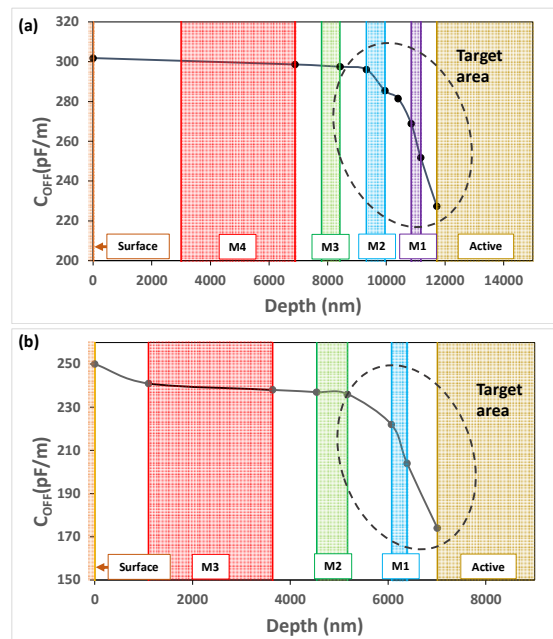 (a)
320
300
280
260
240
220
200
C_OFF(pF/m)
Target
area
Surface
M4
M3
M2
M1
Active
0
2000
4000
6000
8000
10000
12000
14000
Depth (nm)
(b)
250
230
210
190
170
150
C_OFF(pF/m)
Target
area
Surface
M3
M2
M1
Active
0
2000
4000
6000
8000
Depth (nm)